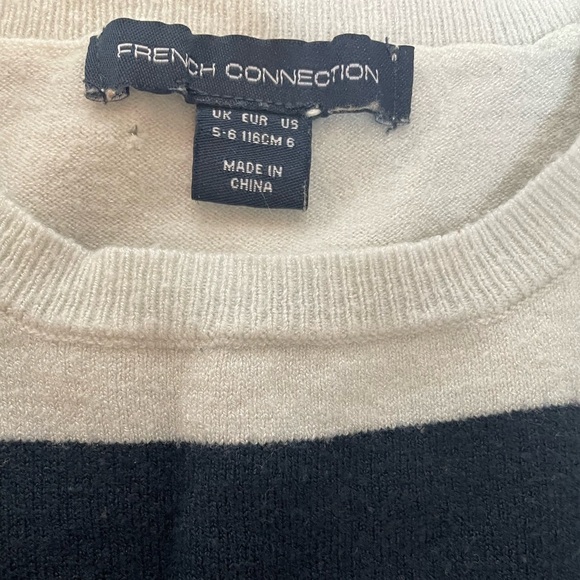 FRENCH CONNECTION
UK EUR US
5-6 116CM 6
MADE IN
CHINA